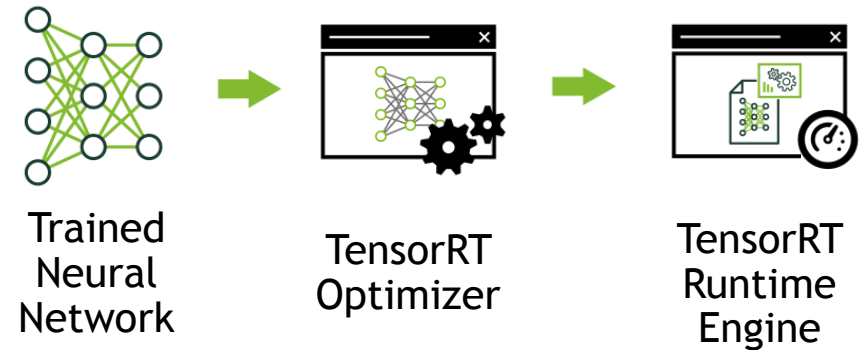 Trained
Neural
Network
TensorRT
Optimizer
TensorRT
Runtime
Engine